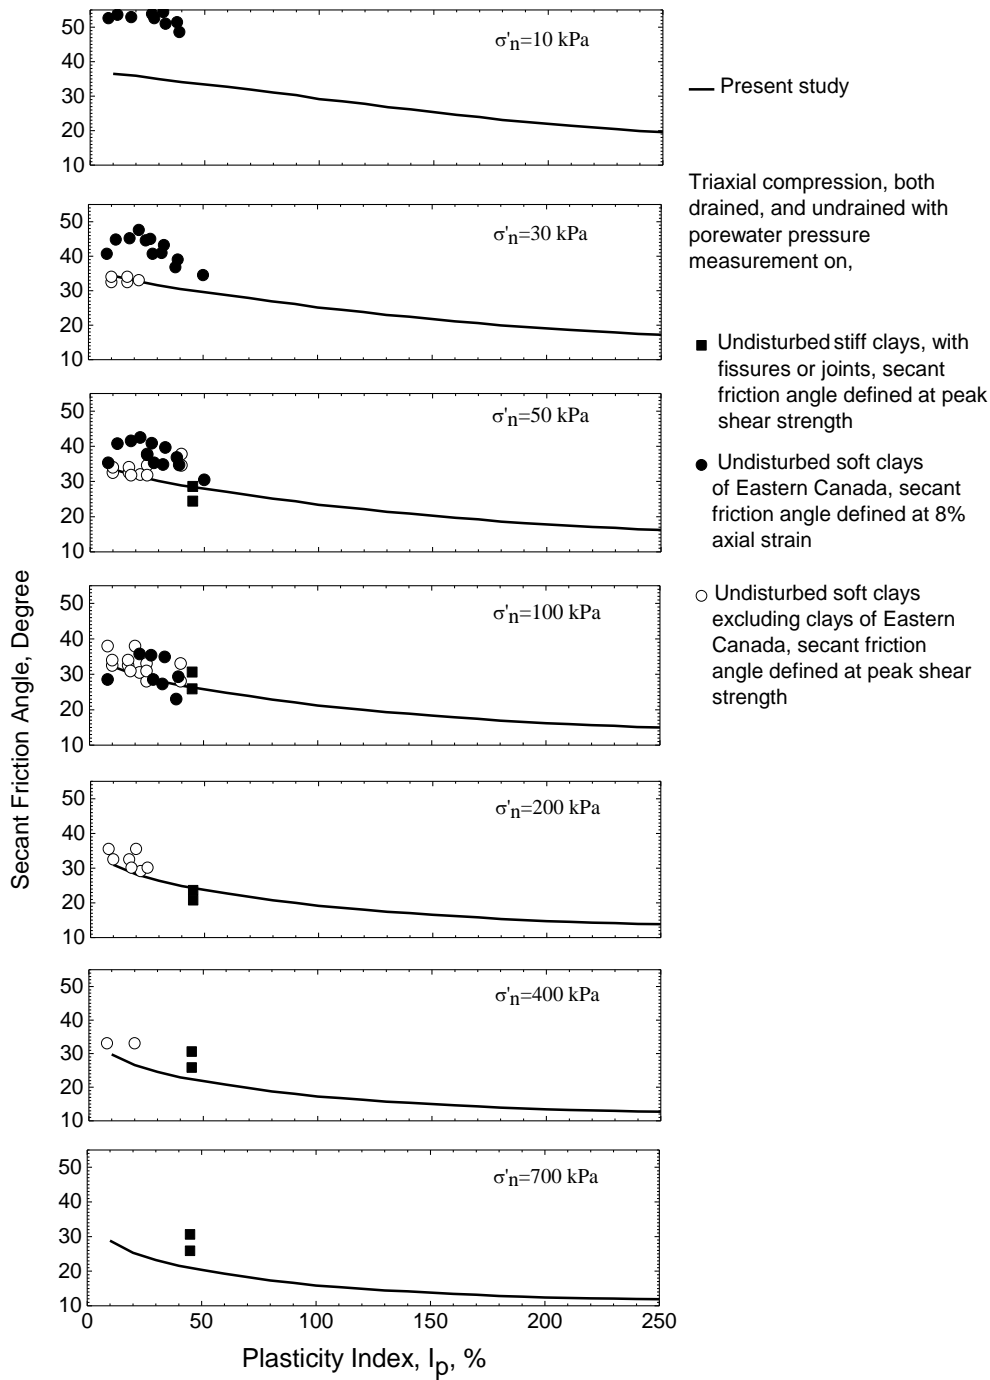 50
40
30
20
10
σ'n=10 kPa
Present study
Triaxial compression, both
drained, and undrained with
porewater pressure
measurement on,
50
40
30
20
10
σ'n=30 kPa
Undisturbed stiff clays, with
fissures or joints, secant
friction angle defined at peak
shear strength
50
40
30
20
10
σ'n=50 kPa
Undisturbed soft clays
of Eastern Canada, secant
friction angle defined at 8%
axial strain
50
40
30
20
10
σ'n=100 kPa
Undisturbed soft clays
excluding clays of Eastern
Canada, secant friction
angle defined at peak shear
strength
Secant Friction Angle, Degree
50
40
30
20
10
σ'n=200 kPa
50
40
30
20
10
σ'n=400 kPa
50
40
30
20
10
σ'n=700 kPa
0 50 100 150 200 250
Plasticity Index, Ip, %